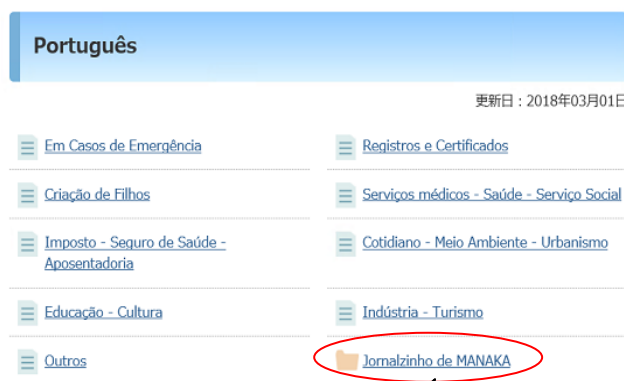 Português
更新日：2018年03月01日
Em Casos de Emergência
Registros e Certificados
Criação de Filhos
Serviços médicos - Saúde - Serviço Social
Imposto - Seguro de Saúde -
Aposentadoria
Cotidiano - Meio Ambiente - Urbanismo
Educação - Cultura
Indústria - Turismo
Outros
Jornalzinho de MANAKA